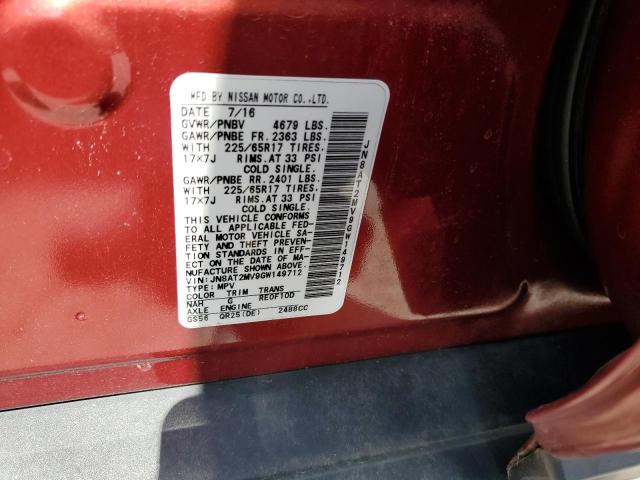 MFD BY NISSAN MOTOR CO.,LTD.
DATE 7/16
GVWR/PNBV 4679 LBS.
GAWR/PNBE FR. 2363 LBS.
WITH 225/65R17 TIRES.
17x7J RIMS.AT 33 PSI
COLD SINGLE.
GAWR/PNBE RR. 2401 LBS.
WITH 225/65R17 TIRES.
17x7J RIMS.AT 33 PSI
COLD SINGLE.
THIS VEHICLE CONFORMS
TO ALL APPLICABLE FED-
ERAL MOTOR VEHICLE SA-
FETY AND THEFT PREVEN-
TION STANDARDS IN EFF-
ECT ON THE DATE OF MA-
NUFACTURE SHOWN ABOVE.
VIN:JN8AT2MV9GW149712
TYPE: MPV
COLOR TRIM TRANS
NAH G RE0F10D
AXLE ENGINE
GS56 QR25(DE) 2488CC
JN8AT2MV9GW149712